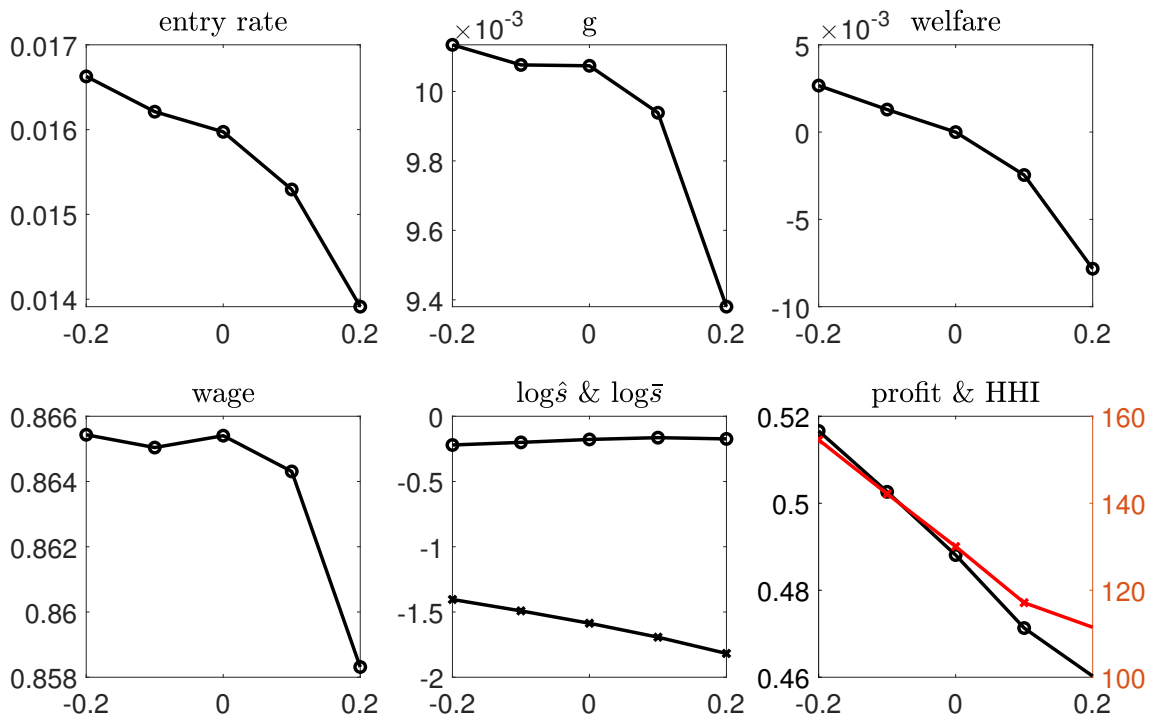 entry rate
0.017
0.016
0.015
0.014
-0.2 0 0.2
g
×10⁻³
10
9.8
9.6
9.4
-0.2 0 0.2
welfare
×10⁻³
5
0
-5
-10
-0.2 0 0.2
wage
0.866
0.864
0.862
0.86
0.858
-0.2 0 0.2
logŝ & logs̄
0
-0.5
-1
-1.5
-2
-0.2 0 0.2
profit & HHI
0.52
0.5
0.48
0.46
160
140
120
100
-0.2 0 0.2